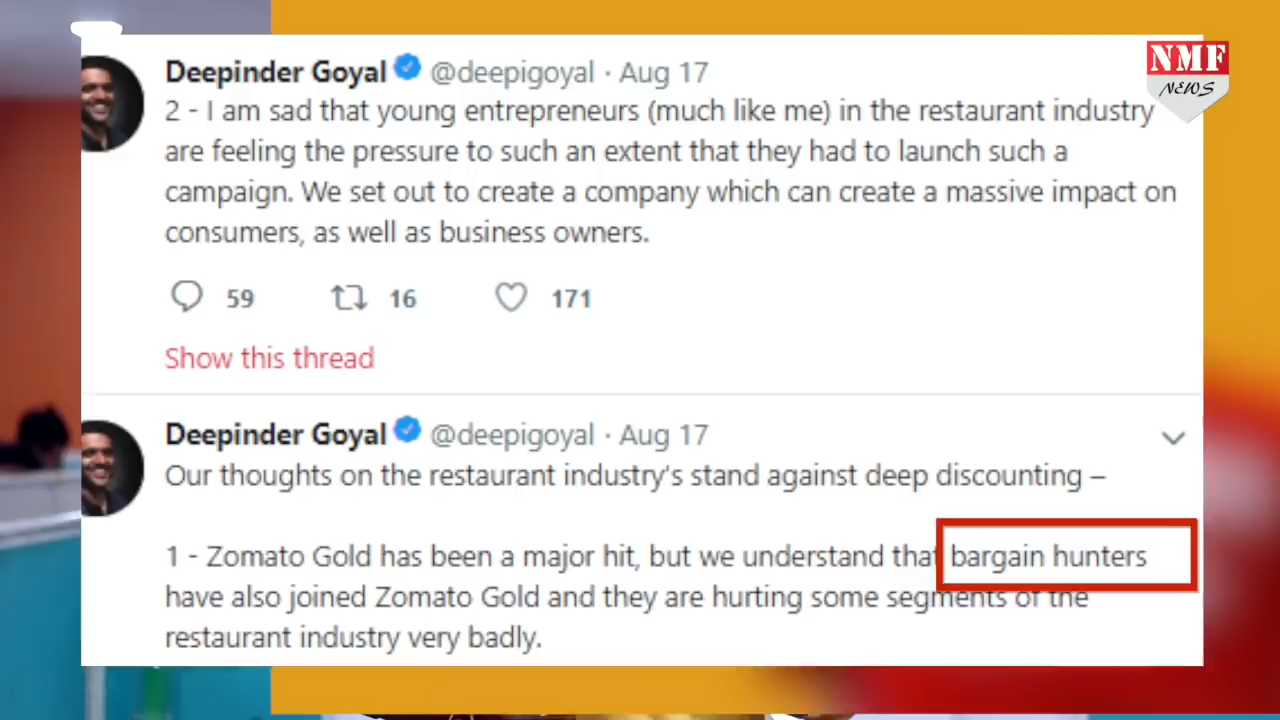 NMF
NEWS
Deepinder Goyal @deepigoyal · Aug 17
2 - I am sad that young entrepreneurs (much like me) in the restaurant industry
are feeling the pressure to such an extent that they had to launch such a
campaign. We set out to create a company which can create a massive impact on
consumers, as well as business owners.
59 16 171
Show this thread
Deepinder Goyal @deepigoyal · Aug 17
Our thoughts on the restaurant industry's stand against deep discounting –
1 - Zomato Gold has been a major hit, but we understand that bargain hunters
have also joined Zomato Gold and they are hurting some segments of the
restaurant industry very badly.